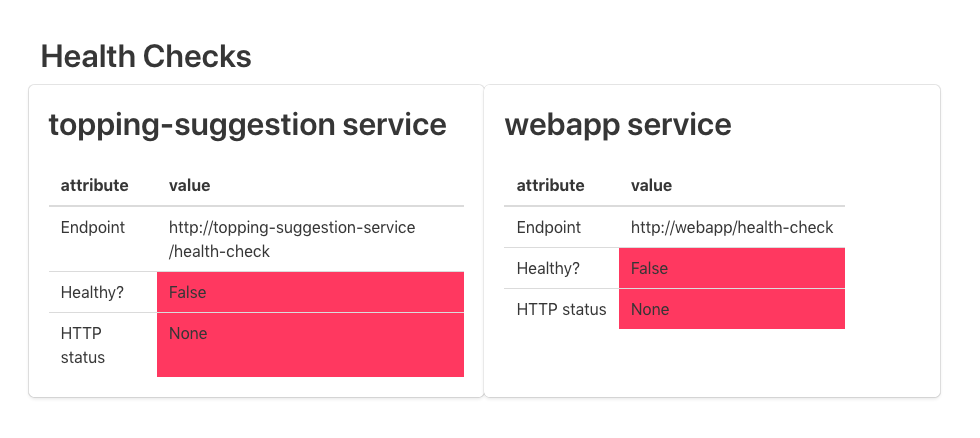 Health Checks
topping-suggestion service
attribute value
Endpoint http://topping-suggestion-service
/health-check
Healthy? False
HTTP None
status
webapp service
attribute value
Endpoint http://webapp/health-check
Healthy? False
HTTP status None